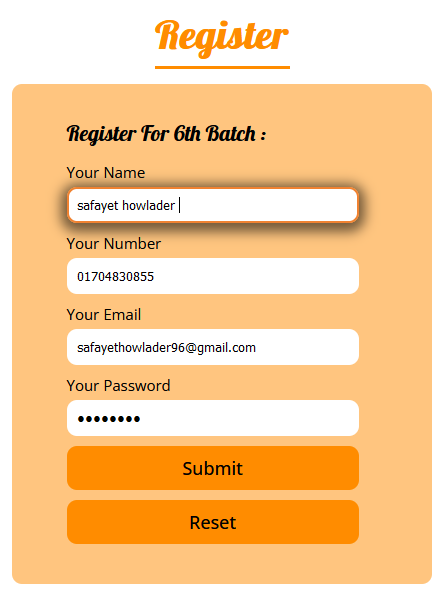 Register
Register For 6th Batch :
Your Name
safayet howlader
Your Number
01704830855
Your Email
safayethowlader96@gmail.com
Your Password
••••••••
Submit
Reset